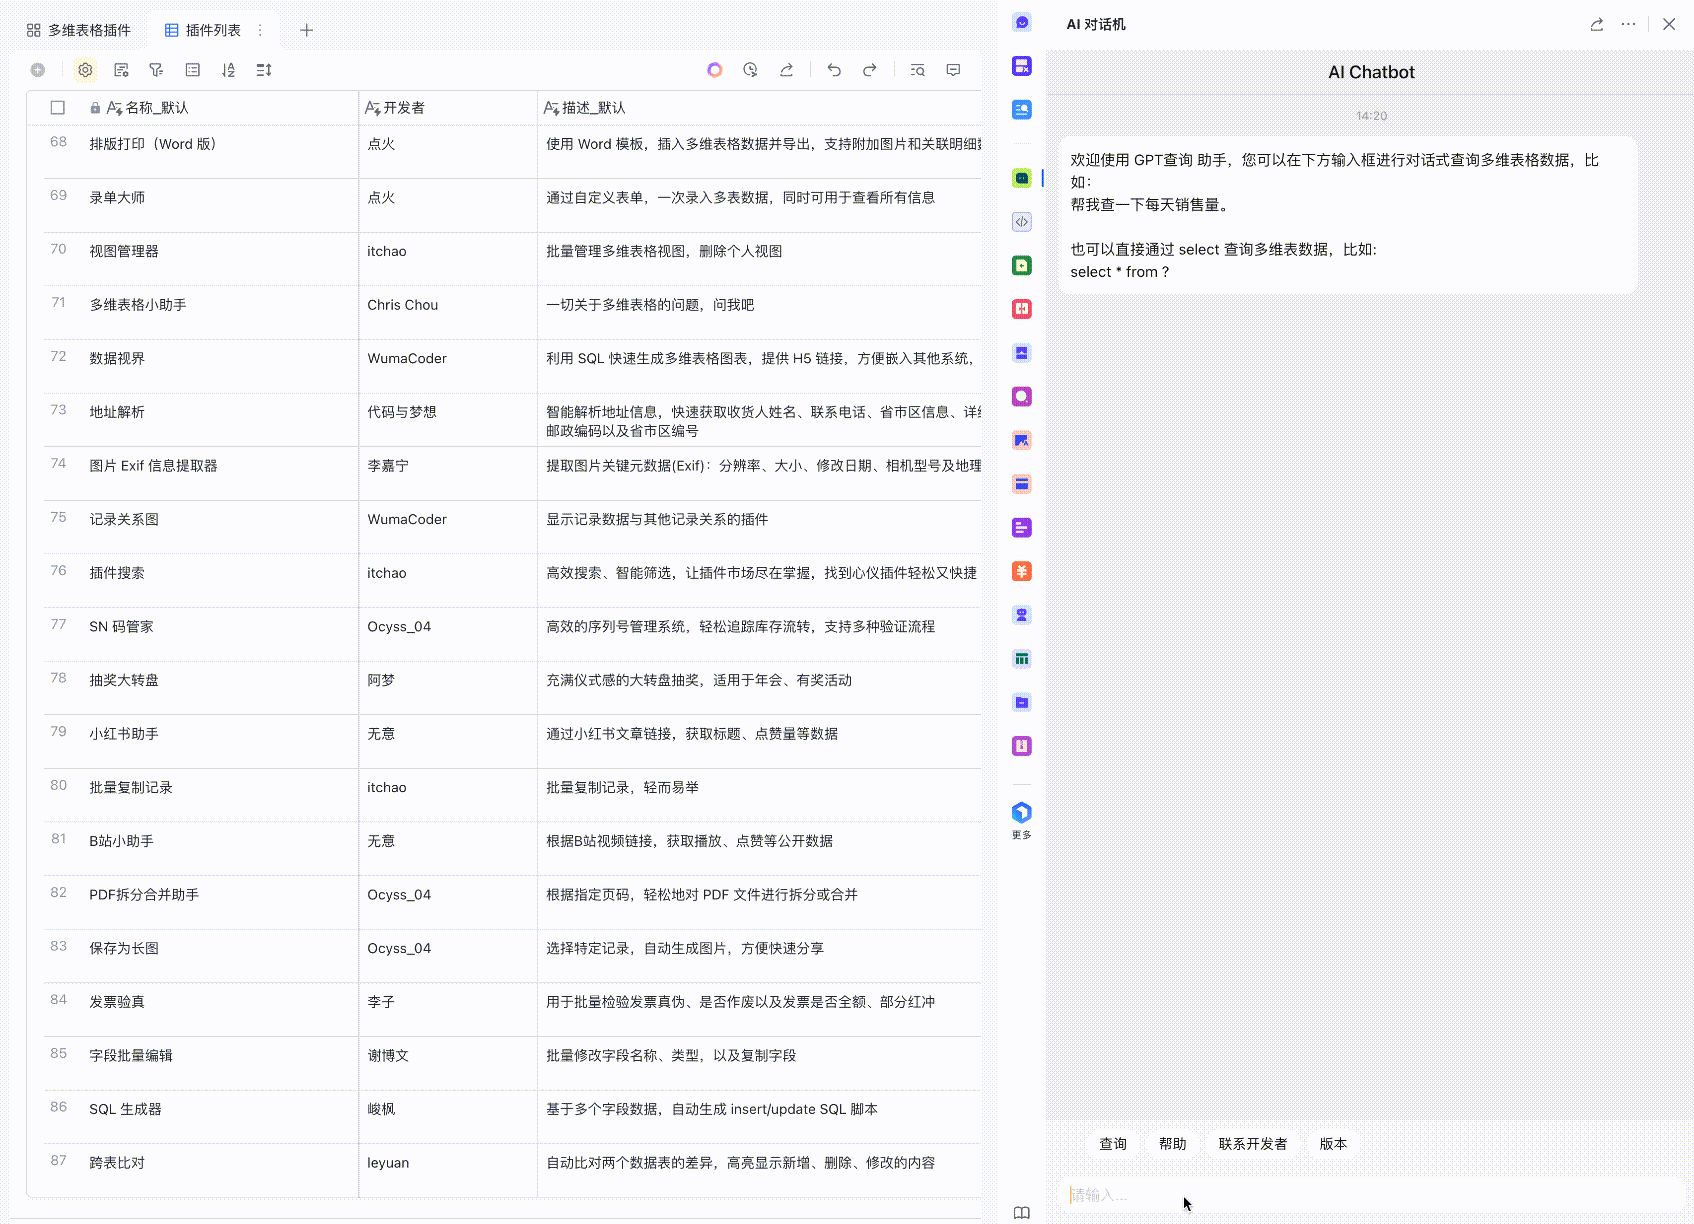 多维表格插件
插件列表
名称_默认
开发者
描述_默认
68 排版打印（Word 版） 点火 使用 Word 模板，插入多维表格数据并导出，支持附加图片和关联明细
69 录单大师 点火 通过自定义表单，一次录入多表数据，同时可用于查看所有信息
70 视图管理器 itchao 批量管理多维表格视图，删除个人视图
71 多维表格小助手 Chris Chou 一切关于多维表格的问题，问我吧
72 数据视界 WumaCoder 利用 SQL 快速生成多维表格图表，提供 H5 链接，方便嵌入其他系统，
73 地址解析 代码与梦想 智能解析地址信息，快速获取收货人姓名、联系电话、省市区信息、
邮政编码以及省市区编号
74 图片 Exif 信息提取器 李嘉宁 提取图片关键元数据(Exif)：分辨率、大小、修改日期、相机型号及地理
75 记录关系图 WumaCoder 显示记录数据与其他记录关系的插件
76 插件搜索 itchao 高效搜索、智能筛选，让插件市场尽在掌握，找到心仪插件轻松又快捷
77 SN 码管家 Ocyss_04 高效的序列号管理系统，轻松追踪库存流转，支持多种验证流程
78 抽奖大转盘 阿梦 充满仪式感的大转盘抽奖，适用于年会、有奖活动
79 小红书助手 无意 通过小红书文章链接，获取标题、点赞量等数据
80 批量复制记录 itchao 批量复制记录，轻而易举
81 B站小助手 无意 根据B站视频链接，获取播放、点赞等公开数据
82 PDF拆分合并助手 Ocyss_04 根据指定页码，轻松地对 PDF 文件进行拆分或合并
83 保存为长图 Ocyss_04 选择特定记录，自动生成图片，方便快速分享
84 发票验真 李子 用于批量检验发票真伪、是否作废以及发票是否全额、部分红冲
85 字段批量编辑 谢博文 批量修改字段名称、类型，以及复制字段
86 SQL 生成器 峻枫 基于多个字段数据，自动生成 insert/update SQL 脚本
87 跨表比对 leyuan 自动比对两个数据表的差异，高亮显示新增、删除、修改的内容
更多
AI 对话机
AI Chatbot
14:20
欢迎使用 GPT查询 助手，您可以在下方输入框进行对话式查询多维表格数据，比
如：
帮我查一下每天销售量。
也可以直接通过 select 查询多维表数据，比如:
select * from ?
查询
帮助
联系开发者
版本
请输入...